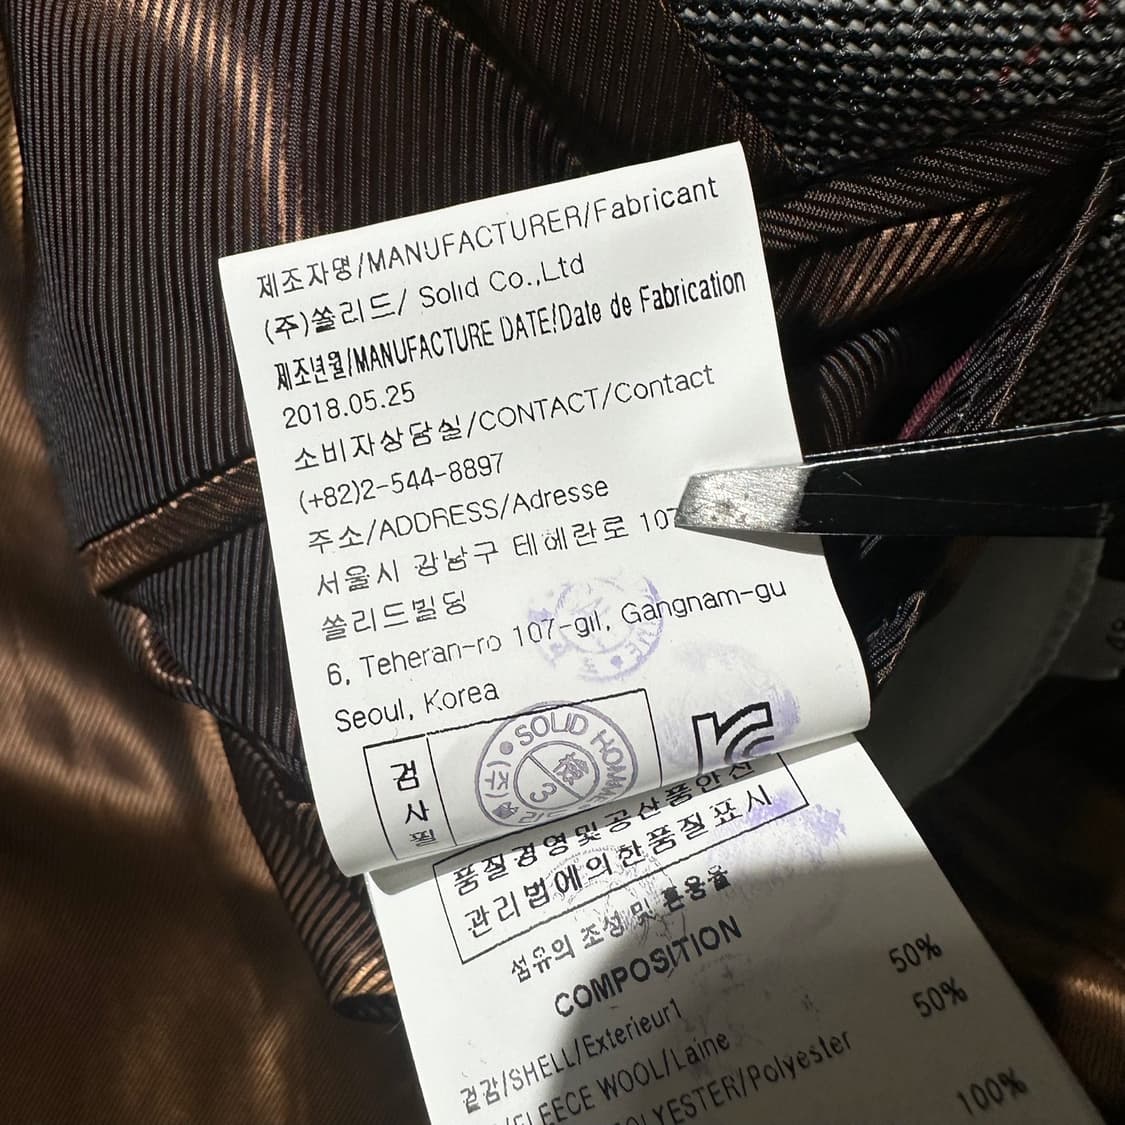 제조자명/MANUFACTURER/Fabricant
(주)쏠리드/ Solid Co.,Ltd
제조년월/MANUFACTURE DATE/Date de Fabrication
2018.05.25
소비자상담실/CONTACT/Contact
(+82)2-544-8897
주소/ADDRESS/Adresse
서울시 강남구 테헤란로 107
쏠리드빌딩
6, Teheran-ro 107-gil, Gangnam-gu
Seoul, Korea
검사필
SOLID HOMME
(주)
3
품질경영및공산품안전
관리법에의한품질표시
섬유의 조성 및 혼용율
COMPOSITION
겉감/SHELL/Exterieur1
/FLEECE WOOL/Laine 50%
POLYESTER/Polyester 50%
100%